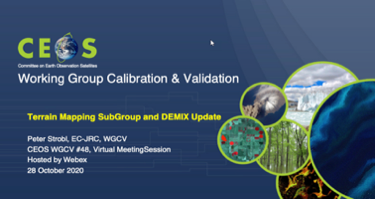 CEOS
Committee on Earth Observation Satellites
Working Group Calibration & Validation
Terrain Mapping SubGroup and DEMIX Update
Peter Strobl, EC-JRC, WGCV
CEOS WGCV #48, Virtual MeetingSession
Hosted by Webex
28 October 2020